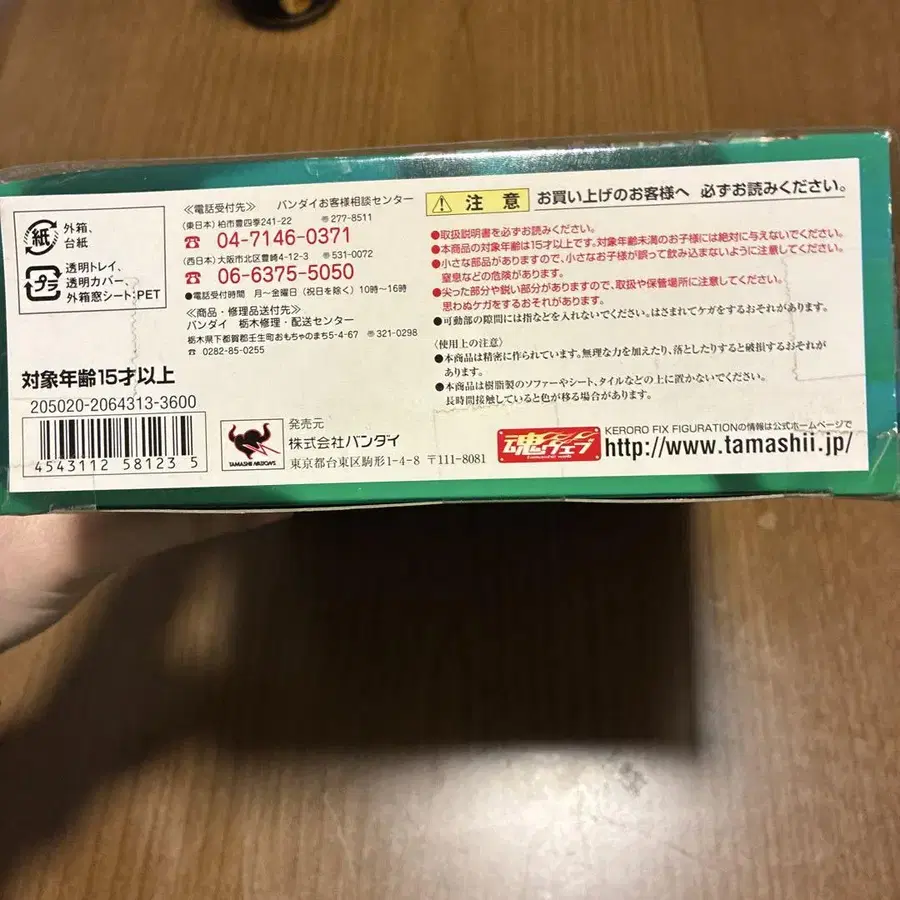 紙
外箱、
台紙
プラ
透明トレイ、
透明カバー、
外箱窓シート:PET
対象年齢15才以上
205020-2064313-3600
4543112 58123 5
≪電話受付先≫ バンダイお客様相談センター
(東日本) 柏市豊四季241-22 〒277-8511
☎ 04-7146-0371
(西日本) 大阪市北区豊崎4-12-3 〒531-0072
☎ 06-6375-5050
●電話受付時間 月〜金曜日 (祝日を除く) 10時〜16時
≪商品・修理品送付先≫
バンダイ 栃木修理・配送センター
栃木県下都賀郡壬生町おもちゃのまち5-4-67 〒321-0298
☎ 0282-85-0255
TAMASHII NATIONS
発売元
株式会社バンダイ
東京都台東区駒形1-4-8 〒111-8081
⚠ 注意 お買い上げのお客様へ 必ずお読みください。
●取扱説明書を必ずお読みください。
●本商品の対象年齢は15才以上です。対象年齢未満のお子様には絶対に与えないでください。
●小さな部品がありますので、小さなお子様が誤って飲み込まないように注意してください。
窒息などの危険があります。
●尖った部分や鋭い部分がありますので、取扱や保管場所に注意してください。
思わぬケガをするおそれがあります。
●可動部の隙間には指などを入れないでください。はさまれてケガをするおそれがあります。
〈使用上の注意〉
●本商品は精密に作られています。無理な力を加えたり、落としたりすると破損するおそれが
あります。
●本商品は樹脂製のソファーやシート、タイルなどの上に置かないでください。
長時間接触していると色が移る場合があります。
魂ウェブ
KERORO FIX FIGURATIONの情報は公式ホームページで
http://www.tamashii.jp/